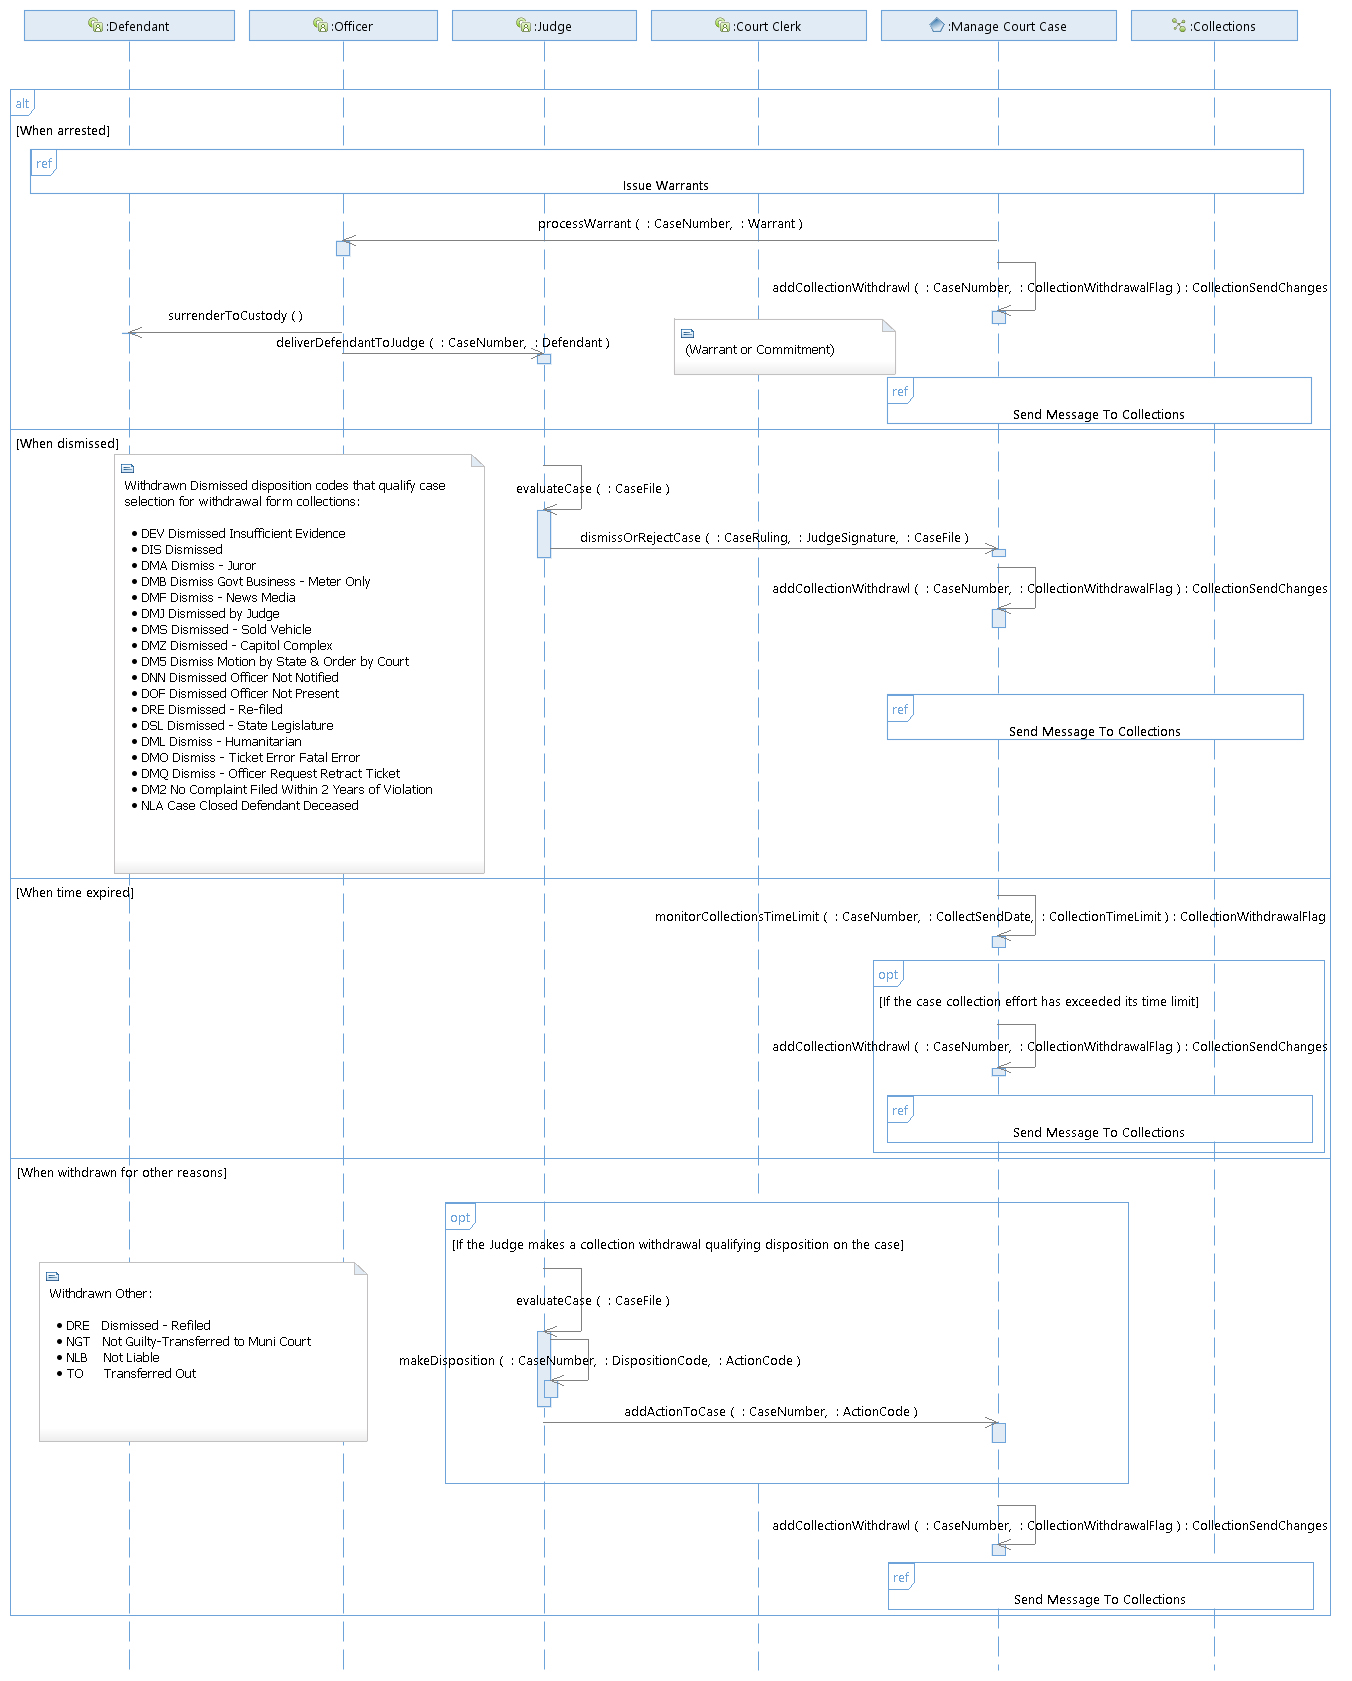 :Defendant
:Officer
:Judge
:Court Clerk
:Manage Court Case
:Collections
alt
[When arrested]
ref
Issue Warrants
processWarrant (  : CaseNumber,  : Warrant )
addCollectionWithdrawl (  : CaseNumber,  : CollectionWithdrawalFlag ) : CollectionSendChanges
surrenderToCustody ( )
deliverDefendantToJudge (  : CaseNumber,  : Defendant )
(Warrant or Commitment)
ref
Send Message To Collections
[When dismissed]
Withdrawn Dismissed disposition codes that qualify case
selection for withdrawal form collections:
• DEV Dismissed Insufficient Evidence
• DIS Dismissed
• DMA Dismiss - Juror
• DMB Dismiss Govt Business - Meter Only
• DMF Dismiss - News Media
• DMJ Dismissed by Judge
• DMS Dismissed - Sold Vehicle
• DMZ Dismissed - Capitol Complex
• DM5 Dismiss Motion by State & Order by Court
• DNN Dismissed Officer Not Notified
• DOF Dismissed Officer Not Present
• DRE Dismissed - Re-filed
• DSL Dismissed - State Legislature
• DML Dismiss - Humanitarian
• DMO Dismiss - Ticket Error Fatal Error
• DMQ Dismiss - Officer Request Retract Ticket
• DM2 No Complaint Filed Within 2 Years of Violation
• NLA Case Closed Defendant Deceased
evaluateCase (  : CaseFile )
dismissOrRejectCase (  : CaseRuling,  : JudgeSignature,  : CaseFile )
addCollectionWithdrawl (  : CaseNumber,  : CollectionWithdrawalFlag ) : CollectionSendChanges
ref
Send Message To Collections
[When time expired]
monitorCollectionsTimeLimit (  : CaseNumber,  : CollectSendDate,  : CollectionTimeLimit ) : CollectionWithdrawalFlag
opt
[If the case collection effort has exceeded its time limit]
addCollectionWithdrawl (  : CaseNumber,  : CollectionWithdrawalFlag ) : CollectionSendChanges
ref
Send Message To Collections
[When withdrawn for other reasons]
opt
[If the Judge makes a collection withdrawal qualifying disposition on the case]
Withdrawn Other:
• DRE   Dismissed - Refiled
• NGT   Not Guilty-Transferred to Muni Court
• NLB    Not Liable
• TO     Transferred Out
evaluateCase (  : CaseFile )
makeDisposition (  : CaseNumber,  : DispositionCode,  : ActionCode )
addActionToCase (  : CaseNumber,  : ActionCode )
addCollectionWithdrawl (  : CaseNumber,  : CollectionWithdrawalFlag ) : CollectionSendChanges
ref
Send Message To Collections